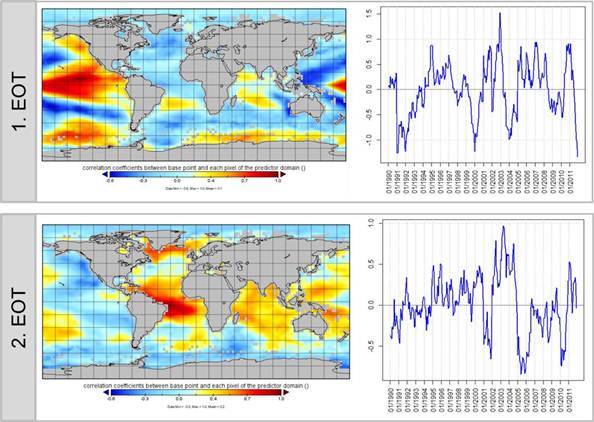 1. EOT
correlation coefficients between base point and each pixel of the predictor domain ()
-0.6 -0.3 0.0 0.3 0.7 1.0
1.5
1.0
0.5
0.0
-0.5
-1.0
01/1990 01/1991 01/1992 01/1993 01/1994 01/1995 01/1996 01/1997 01/1998 01/1999 01/2000 01/2001 01/2002 01/2003 01/2004 01/2005 01/2006 01/2007 01/2008 01/2009 01/2010 01/2011
2. EOT
correlation coefficients between base point and each pixel of the predictor domain ()
-0.6 -0.3 0.0 0.3 0.7 1.0
1.0
0.5
0.0
-0.5
01/1990 01/1991 01/1992 01/1993 01/1994 01/1995 01/1996 01/1997 01/1998 01/1999 01/2000 01/2001 01/2002 01/2003 01/2004 01/2005 01/2006 01/2007 01/2008 01/2009 01/2010 01/2011